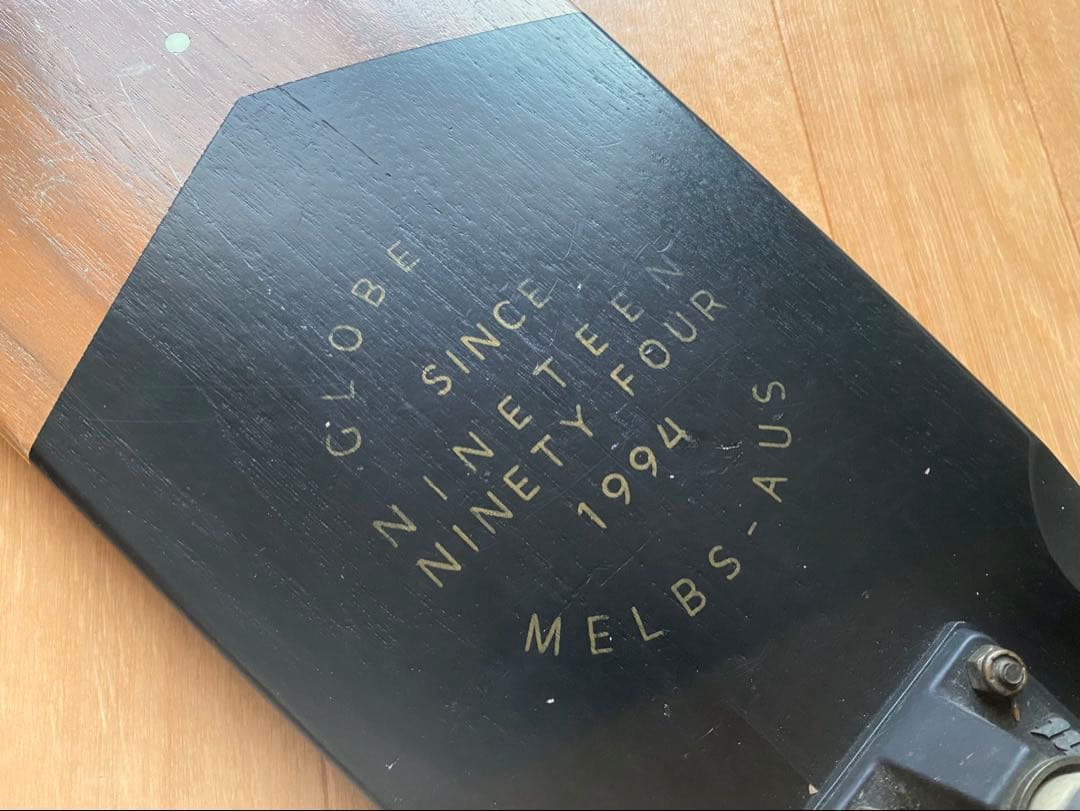 GLOBE
SINCE
NINETEEN
NINETY FOUR
1994
MELBS-AUS